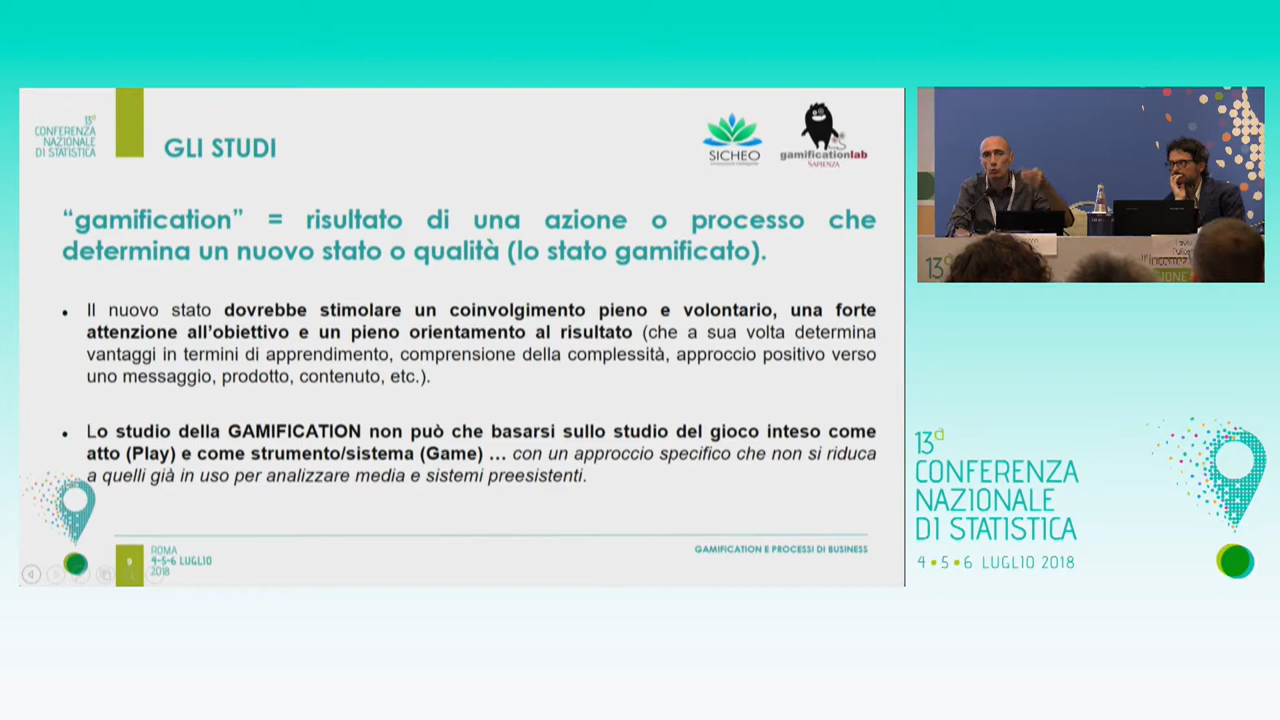 13ª
CONFERENZA
NAZIONALE
DI STATISTICA
GLI STUDI
SICHEO
gamificationlab
SAPIENZA
“gamification” = risultato di una azione o processo che
determina un nuovo stato o qualità (lo stato gamificato).
• Il nuovo stato dovrebbe stimolare un coinvolgimento pieno e volontario, una forte
attenzione all’obiettivo e un pieno orientamento al risultato (che a sua volta determina
vantaggi in termini di apprendimento, comprensione della complessità, approccio positivo verso
uno messaggio, prodotto, contenuto, etc.).
• Lo studio della GAMIFICATION non può che basarsi sullo studio del gioco inteso come
atto (Play) e come strumento/sistema (Game) … con un approccio specifico che non si riduca
a quelli già in uso per analizzare media e sistemi preesistenti.
9
ROMA
4-5-6 LUGLIO
2018
GAMIFICATION E PROCESSI DI BUSINESS
13ª
13ª
CONFERENZA
NAZIONALE
DI STATISTICA
4•5•6 LUGLIO 2018